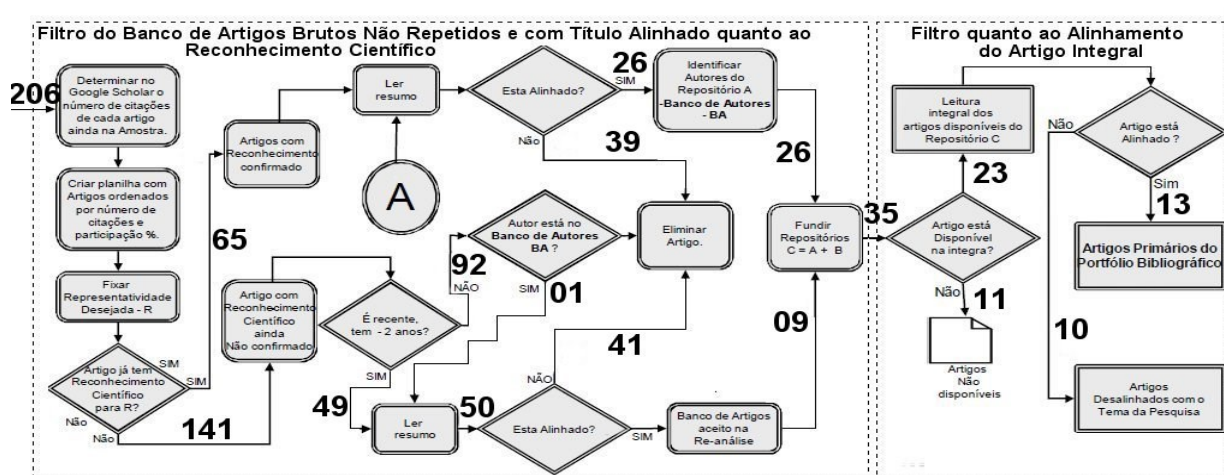 Filtro do Banco de Artigos Brutos Não Repetidos e com Título Alinhado quanto ao
Reconhecimento Científico
206
Determinar no
Google Scholar o
número de citações
de cada artigo
ainda na Amostra.
Criar planilha com
Artigos ordenados
por número de
citações e
participação %.
Fixar
Representatividade
Desejada - R
Artigo já tem
Reconhecimento
Científico
para R?
SIM
SIM
Não
Não
141
65
Artigos com
Reconhecimento
confirmado
Ler
resumo
A
Esta Alinhado?
26
SIM
Não
39
Identificar
Autores do
Repositório A
-Banco de Autores
- BA
26
Artigo com
Reconhecimento
Científico
ainda
Não confirmado
É recente,
tem - 2 anos?
92
NÃO
SIM
49
Autor está no
Banco de Autores
BA ?
SIM
01
Eliminar
Artigo.
41
Ler
resumo
50
Esta Alinhado?
NÃO
SIM
Banco de Artigos
aceito na
Re-análise
09
Fundir
Repositórios
C = A + B
35
Filtro quanto ao Alinhamento
do Artigo Integral
Leitura
integral dos
artigos disponíveis do
Repositório C
23
Artigo está
Disponível
na integra?
Não
11
Artigos
Não
disponíveis
Não
Artigo está
Alinhado ?
Sim
13
Artigos Primários do
Portfólio Bibliográfico
10
Artigos
Desalinhados com o
Tema da Pesquisa